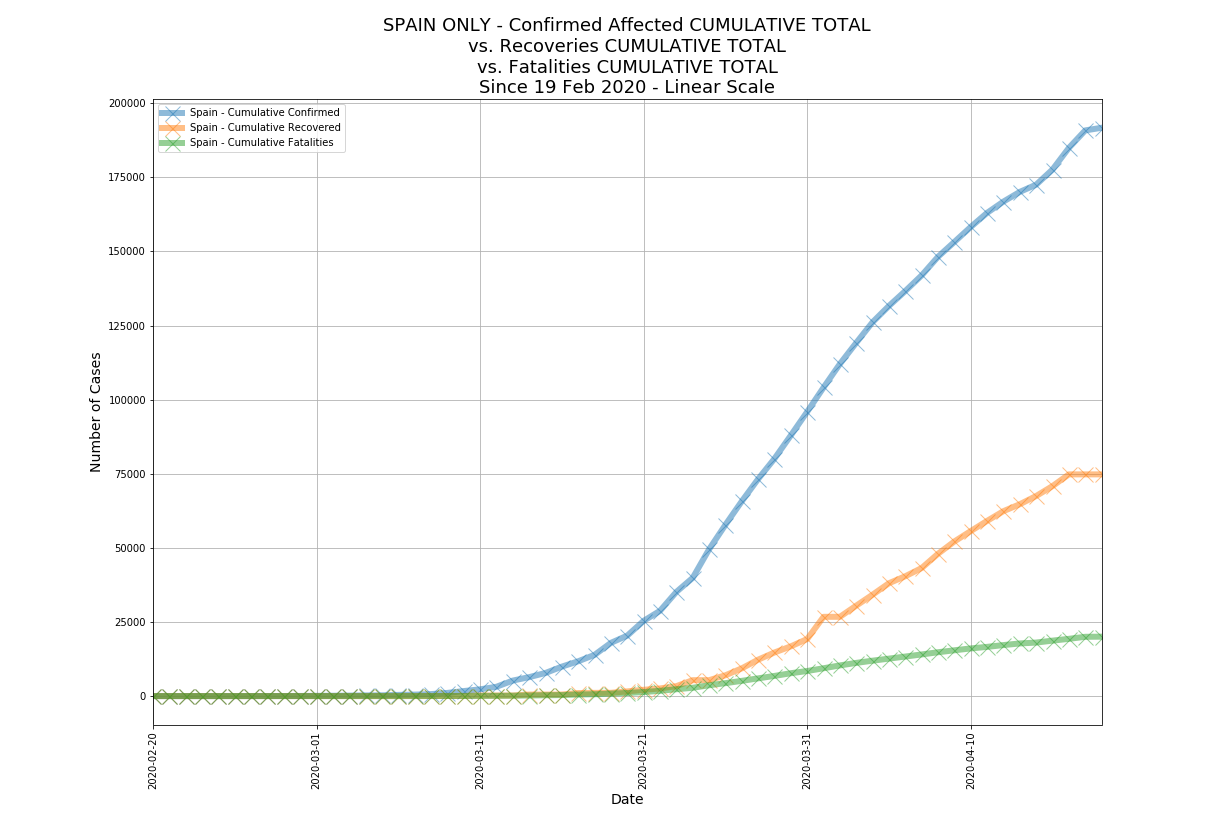 SPAIN ONLY - Confirmed Affected CUMULATIVE TOTAL
vs. Recoveries CUMULATIVE TOTAL
vs. Fatalities CUMULATIVE TOTAL
Since 19 Feb 2020 - Linear Scale
Spain - Cumulative Confirmed
Spain - Cumulative Recovered
Spain - Cumulative Fatalities
Number of Cases
200000
175000
150000
125000
100000
75000
50000
25000
0
2020-02-20
2020-03-01
2020-03-11
2020-03-21
2020-03-31
2020-04-10
Date